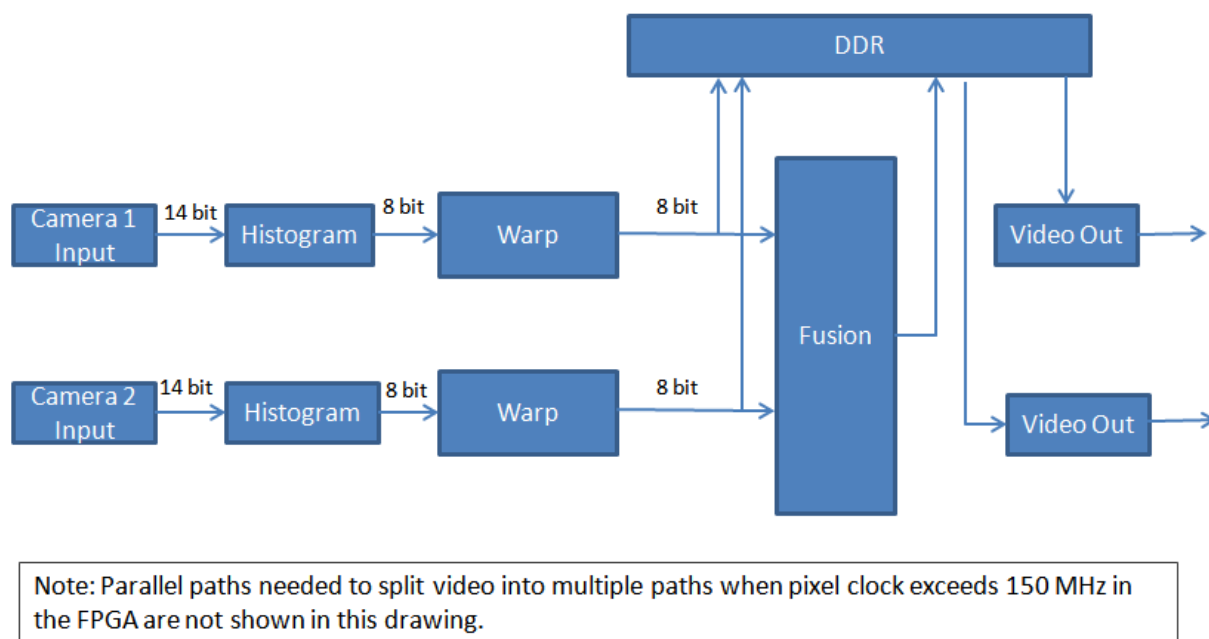 DDR
Camera 1
Input
14 bit
Histogram
8 bit
Warp
8 bit
Fusion
Video Out
Camera 2
Input
14 bit
Histogram
8 bit
Warp
8 bit
Video Out
Note: Parallel paths needed to split video into multiple paths when pixel clock exceeds 150 MHz in
the FPGA are not shown in this drawing.